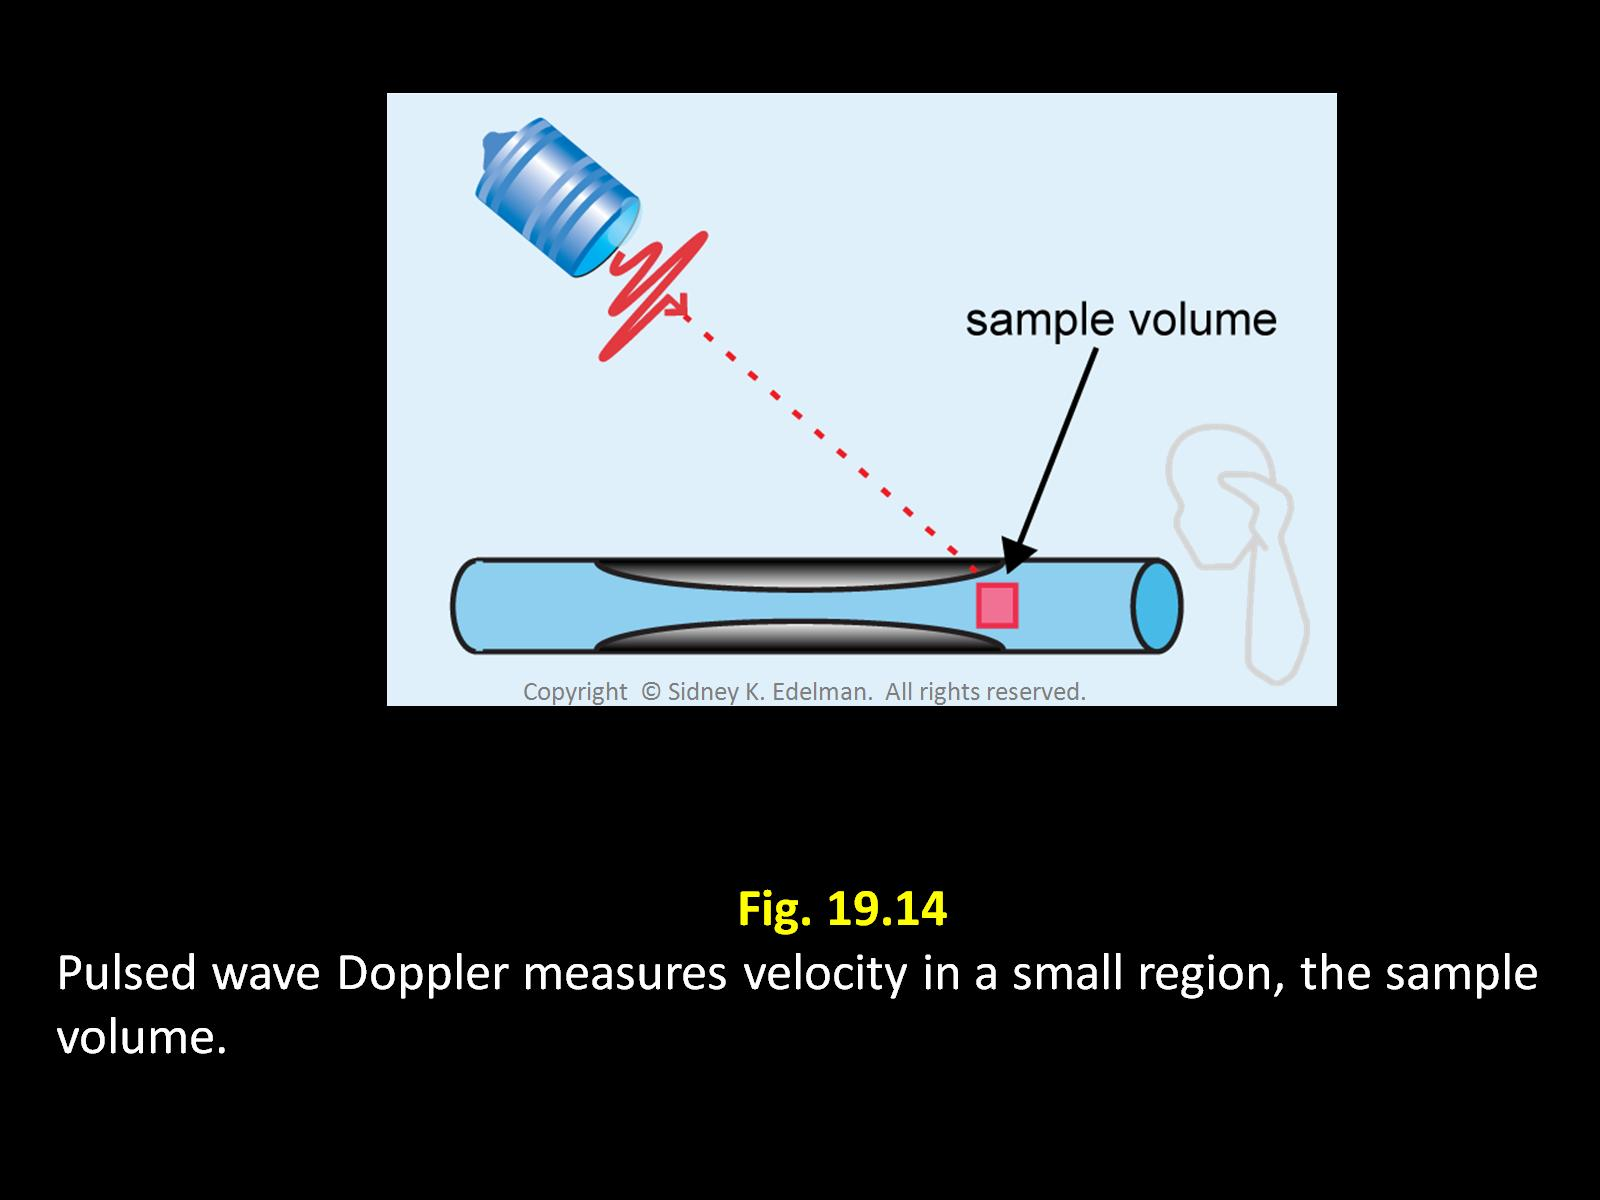 sample volume
Copyright © Sidney K. Edelman. All rights reserved.
Fig. 19.14
Pulsed wave Doppler measures velocity in a small region, the sample
volume.